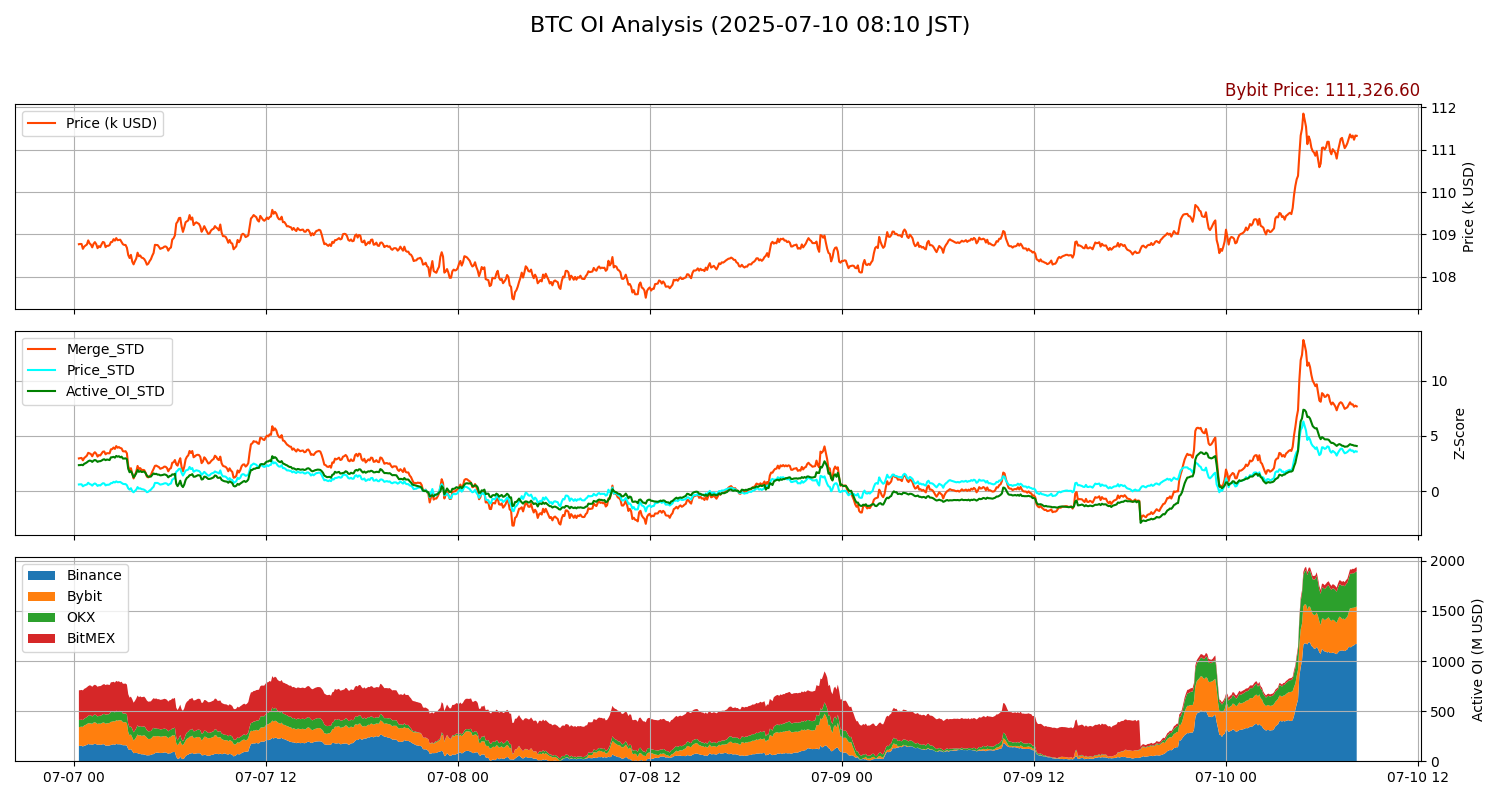 BTC OI Analysis (2025-07-10 08:10 JST)
Bybit Price: 111,326.60
Price (k USD)
112
111
110
109
108
Price (k USD)
Merge_STD
Price_STD
Active_OI_STD
10
5
0
Z-Score
Binance
Bybit
OKX
BitMEX
2000
1500
1000
500
0
Active OI (M USD)
07-07 00
07-07 12
07-08 00
07-08 12
07-09 00
07-09 12
07-10 00
07-10 12